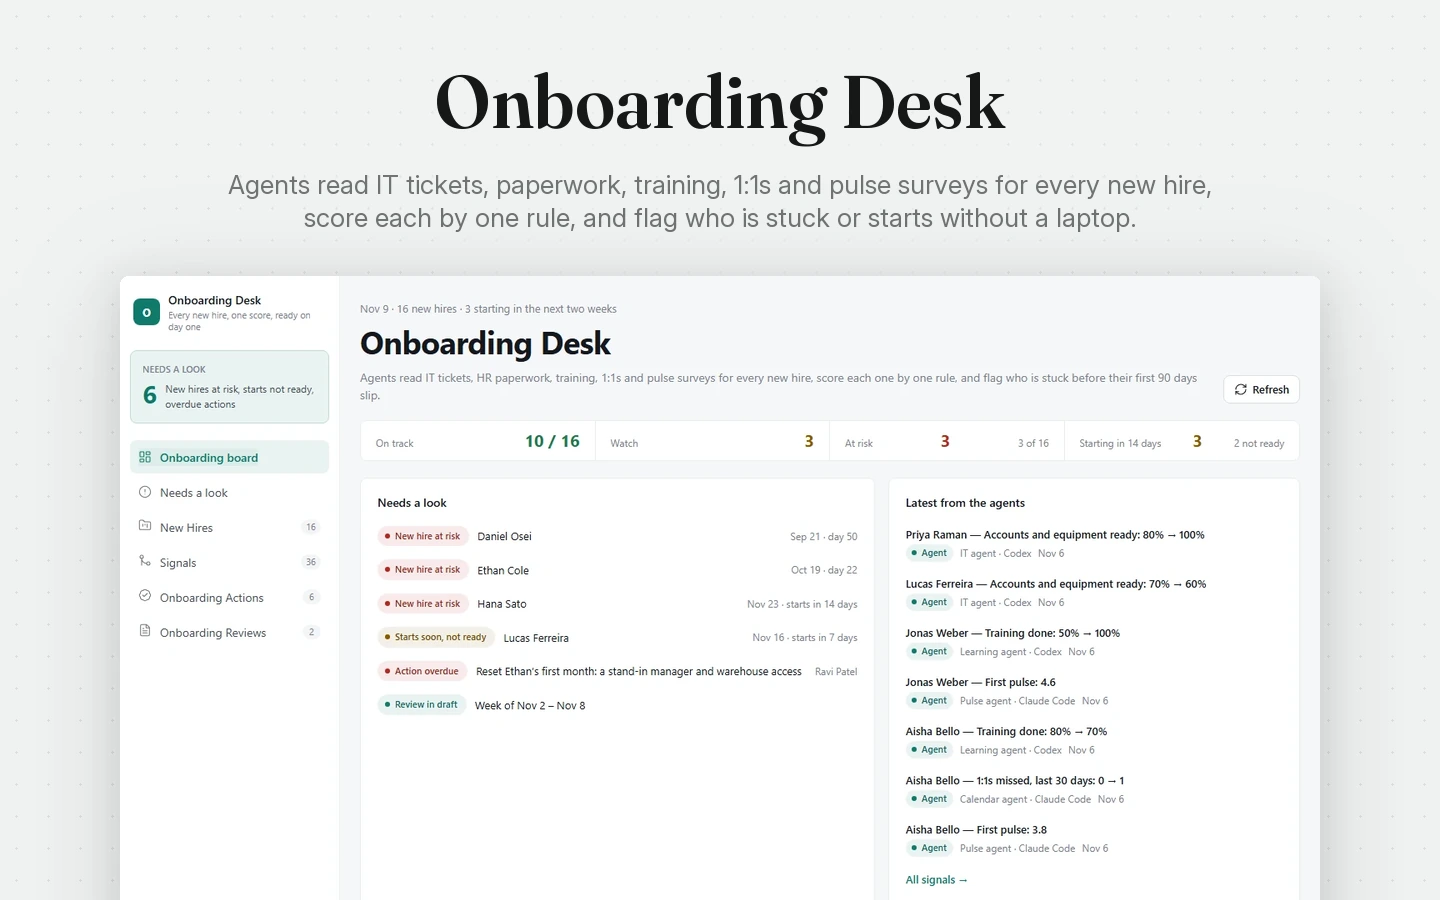 Onboarding Desk
Agents read IT tickets, paperwork, training, 1:1s and pulse surveys for every new hire,
score each by one rule, and flag who is stuck or starts without a laptop.
O
Onboarding Desk
Every new hire, one score, ready on
day one
NEEDS A LOOK
6
New hires at risk, starts not ready,
overdue actions
Onboarding board
Needs a look
New Hires 16
Signals 36
Onboarding Actions 6
Onboarding Reviews 2
Nov 9 · 16 new hires · 3 starting in the next two weeks
Onboarding Desk
Agents read IT tickets, HR paperwork, training, 1:1s and pulse surveys for every new hire, score each one by one rule, and flag who is stuck before their first 90 days
slip.
Refresh
On track 10 / 16
Watch 3
At risk 3 3 of 16
Starting in 14 days 3 2 not ready
Needs a look
New hire at risk Daniel Osei Sep 21 · day 50
New hire at risk Ethan Cole Oct 19 · day 22
New hire at risk Hana Sato Nov 23 · starts in 14 days
Starts soon, not ready Lucas Ferreira Nov 16 · starts in 7 days
Action overdue Reset Ethan's first month: a stand-in manager and warehouse access Ravi Patel
Review in draft Week of Nov 2 – Nov 8
Latest from the agents
Priya Raman — Accounts and equipment ready: 80% → 100%
Agent IT agent · Codex Nov 6
Lucas Ferreira — Accounts and equipment ready: 70% → 60%
Agent IT agent · Codex Nov 6
Jonas Weber — Training done: 50% → 100%
Agent Learning agent · Codex Nov 6
Jonas Weber — First pulse: 4.6
Agent Pulse agent · Claude Code Nov 6
Aisha Bello — Training done: 80% → 70%
Agent Learning agent · Codex Nov 6
Aisha Bello — 1:1s missed, last 30 days: 0 → 1
Agent Calendar agent · Claude Code Nov 6
Aisha Bello — First pulse: 3.8
Agent Pulse agent · Claude Code Nov 6
All signals →